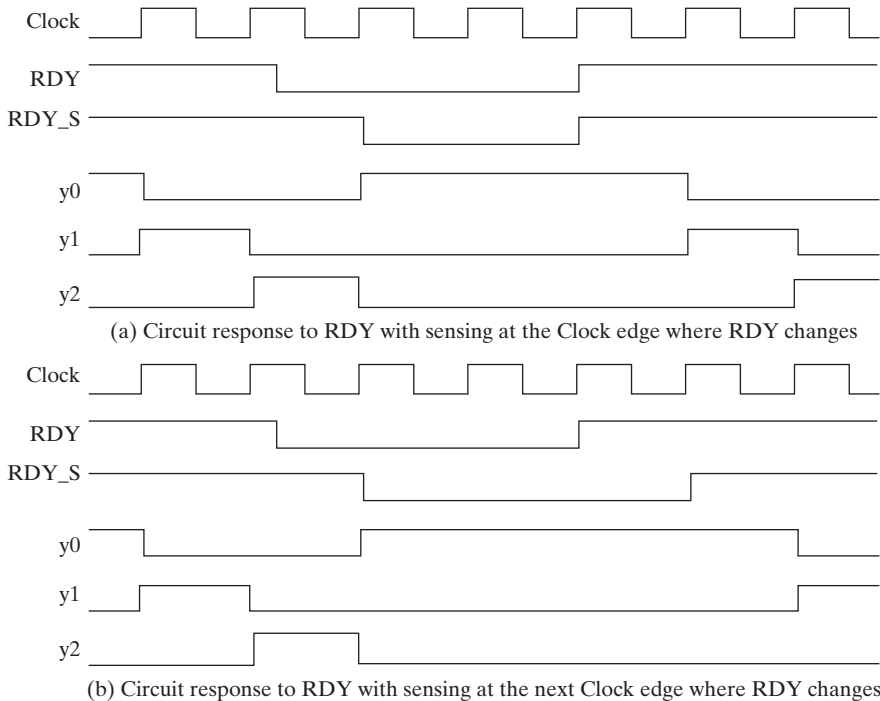 Clock
RDY
RDY_S
y0
y1
y2
(a) Circuit response to RDY with sensing at the Clock edge where RDY changes
Clock
RDY
RDY_S
y0
y1
y2
(b) Circuit response to RDY with sensing at the next Clock edge where RDY changes